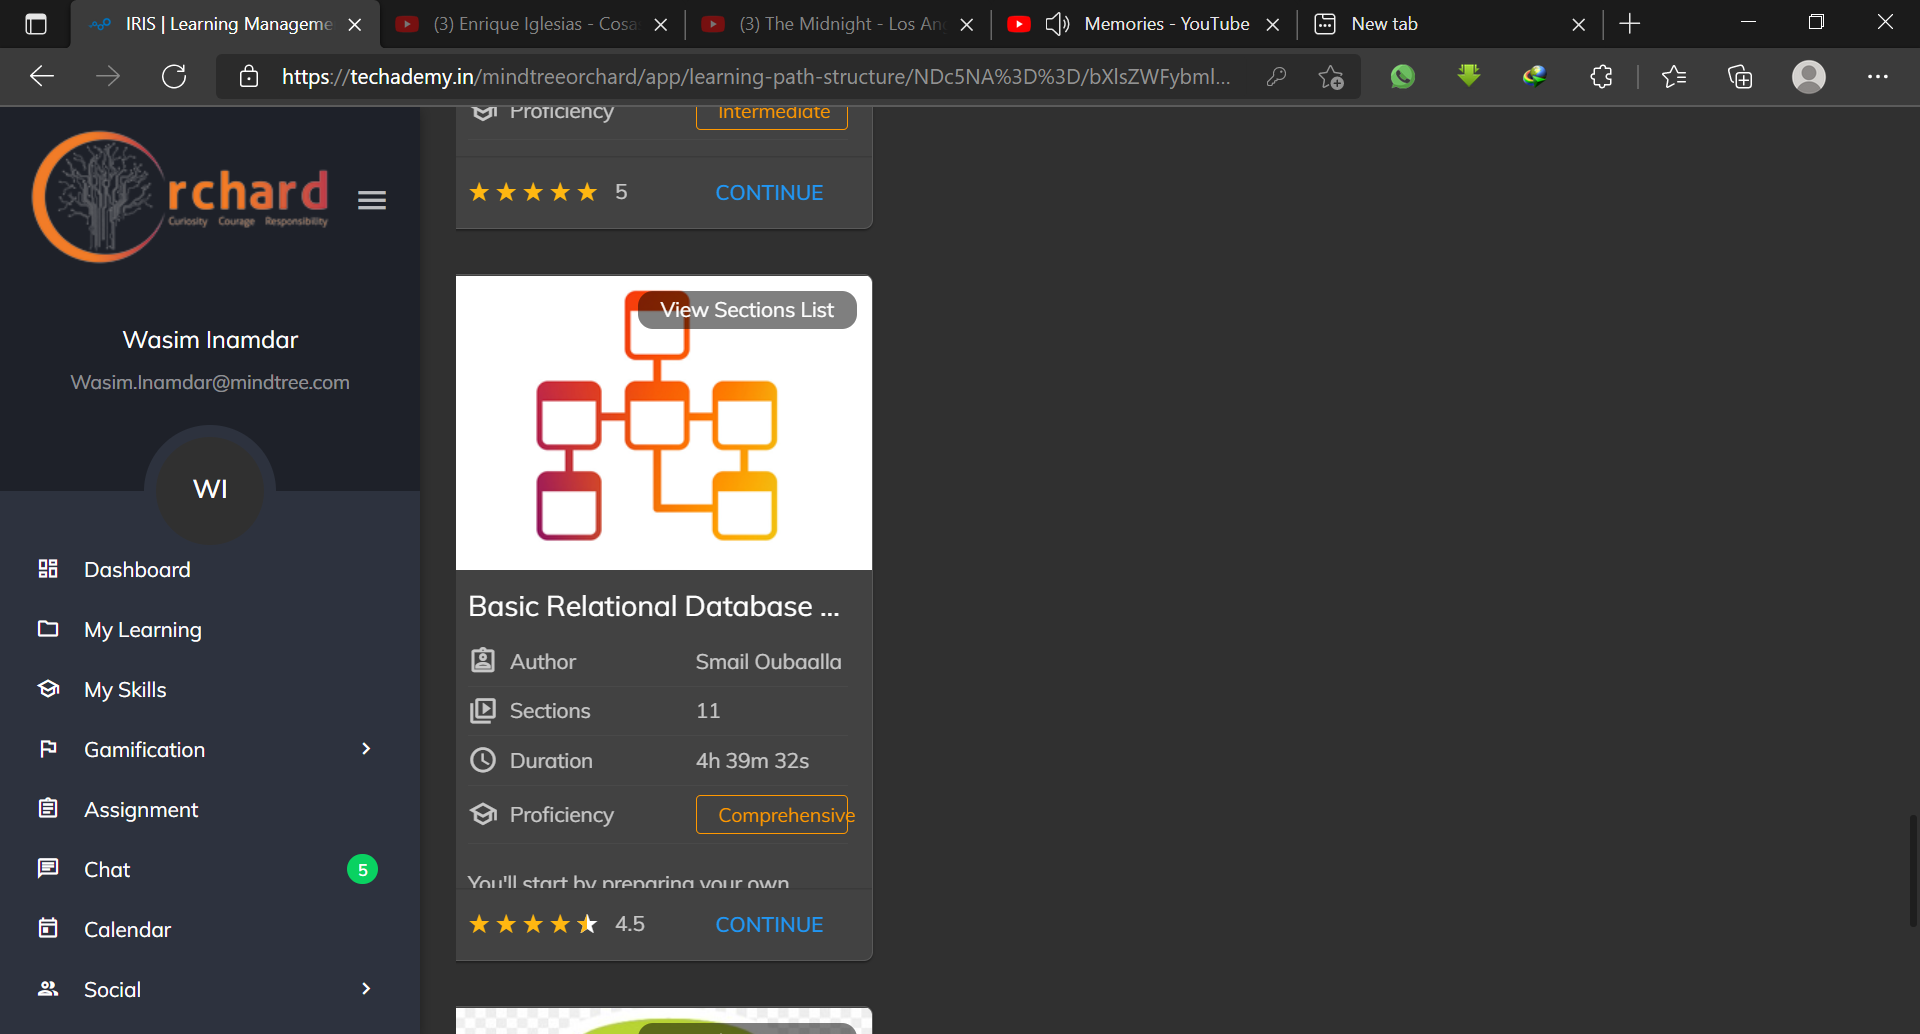 IRIS | Learning Manageme
(3) Enrique Iglesias - Cosa
(3) The Midnight - Los An
Memories - YouTube
New tab
https://techademy.in/mindtreeorchard/app/learning-path-structure/NDc5NA%3D%3D/bXlsZWFybml...
rchard
Curiosity Courage Responsibility
Wasim Inamdar
Wasim.Inamdar@mindtree.com
WI
Dashboard
My Learning
My Skills
Gamification
Assignment
Chat 5
Calendar
Social
Proficiency Intermediate
5 CONTINUE
View Sections List
Basic Relational Database ...
Author Smail Oubaalla
Sections 11
Duration 4h 39m 32s
Proficiency Comprehensive
You'll start by preparing your own
4.5 CONTINUE